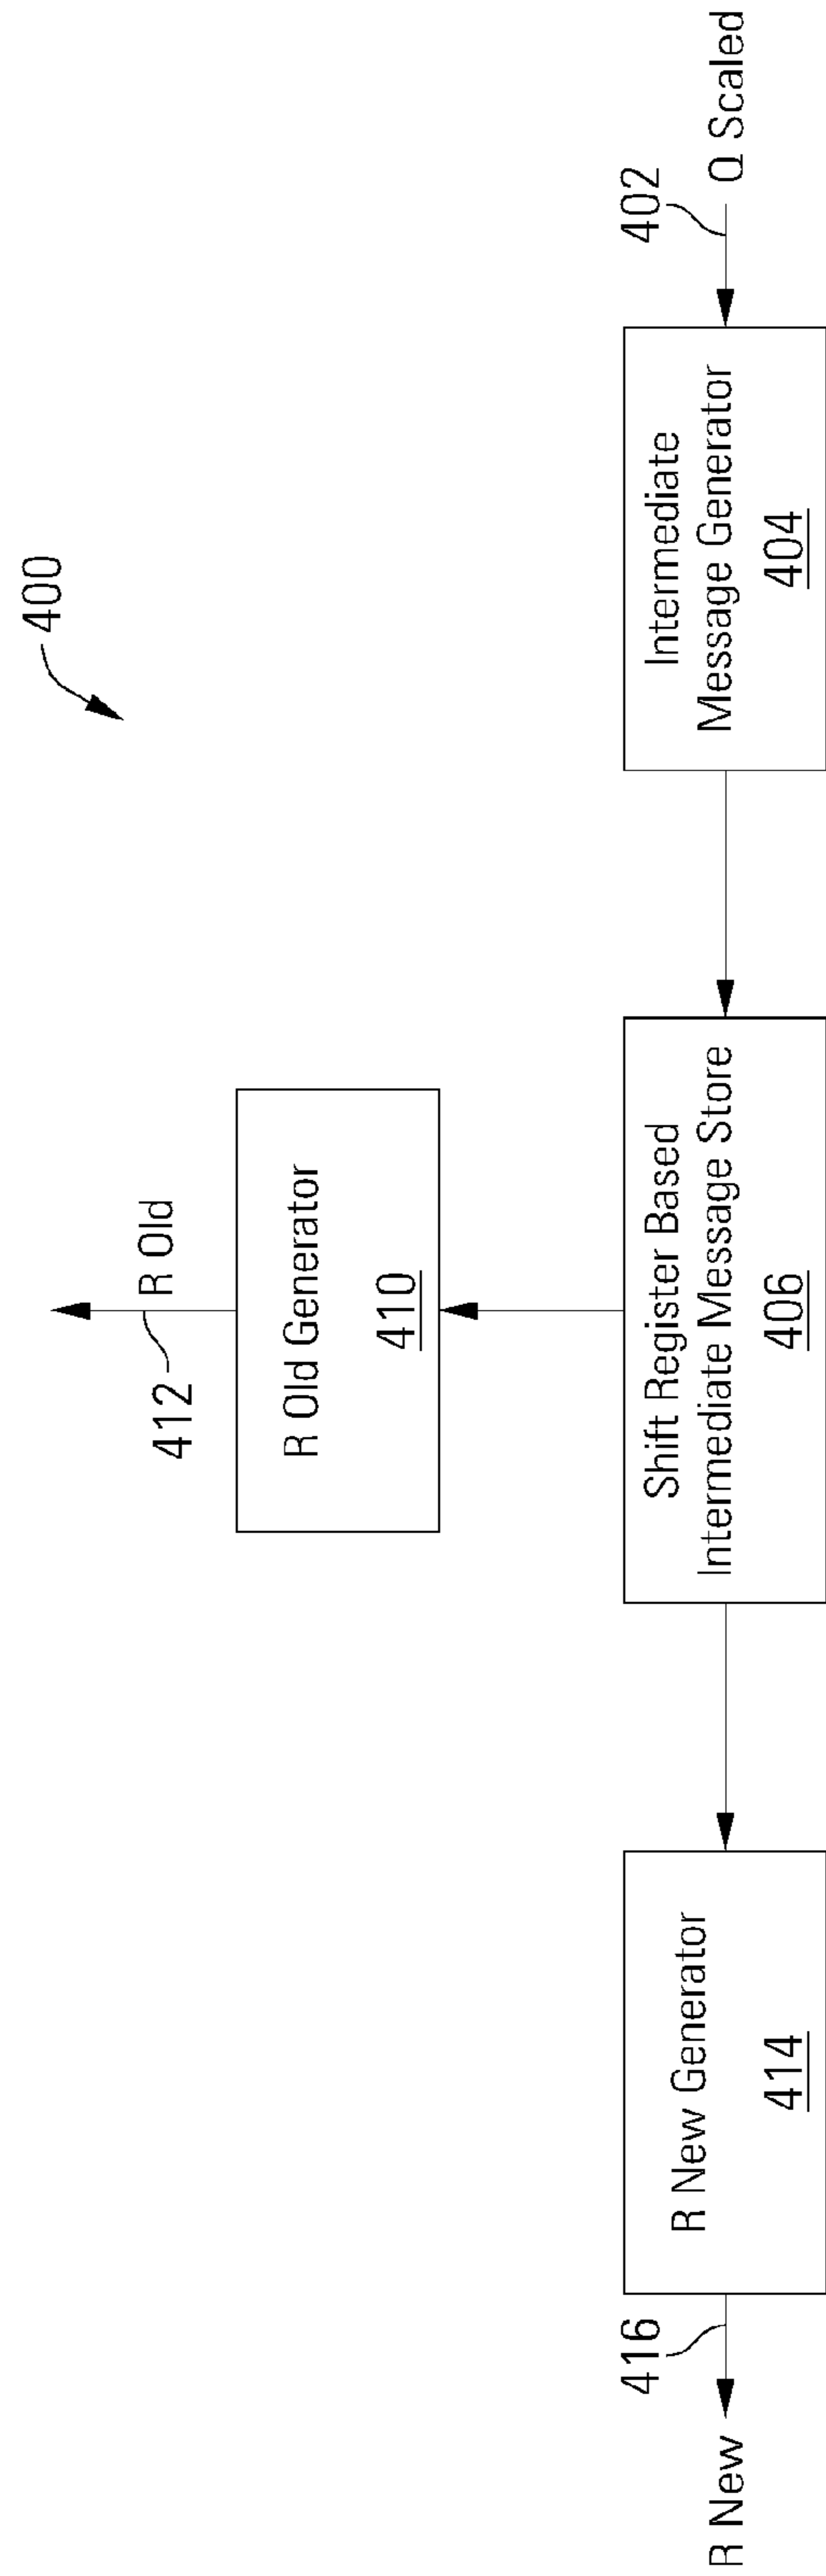 400
412
R Old
R Old Generator
410
R New
416
R New Generator
414
Shift Register Based
Intermediate Message Store
406
Intermediate
Message Generator
404
402
Q Scaled